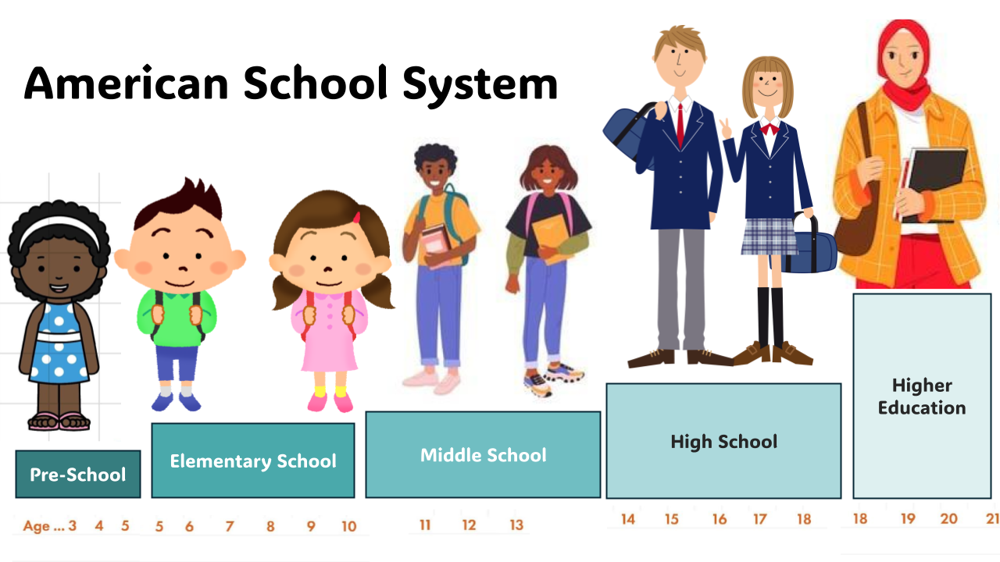 American School System
Pre-School
Elementary School
Middle School
High School
Higher
Education
Age ... 3 4 5 5 6 7 8 9 10 11 12 13 14 15 16 17 18 18 19 20 21